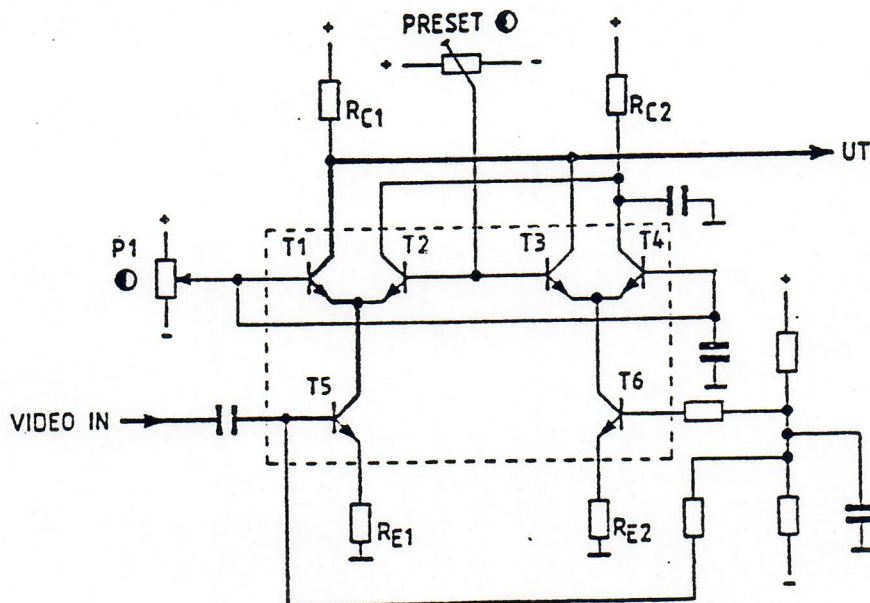 PRESET
+
+
+
-
RC1
RC2
UT
+
P1
T1
T2
T3
T4
+
-
T5
T6
VIDEO IN
RE1
RE2
-